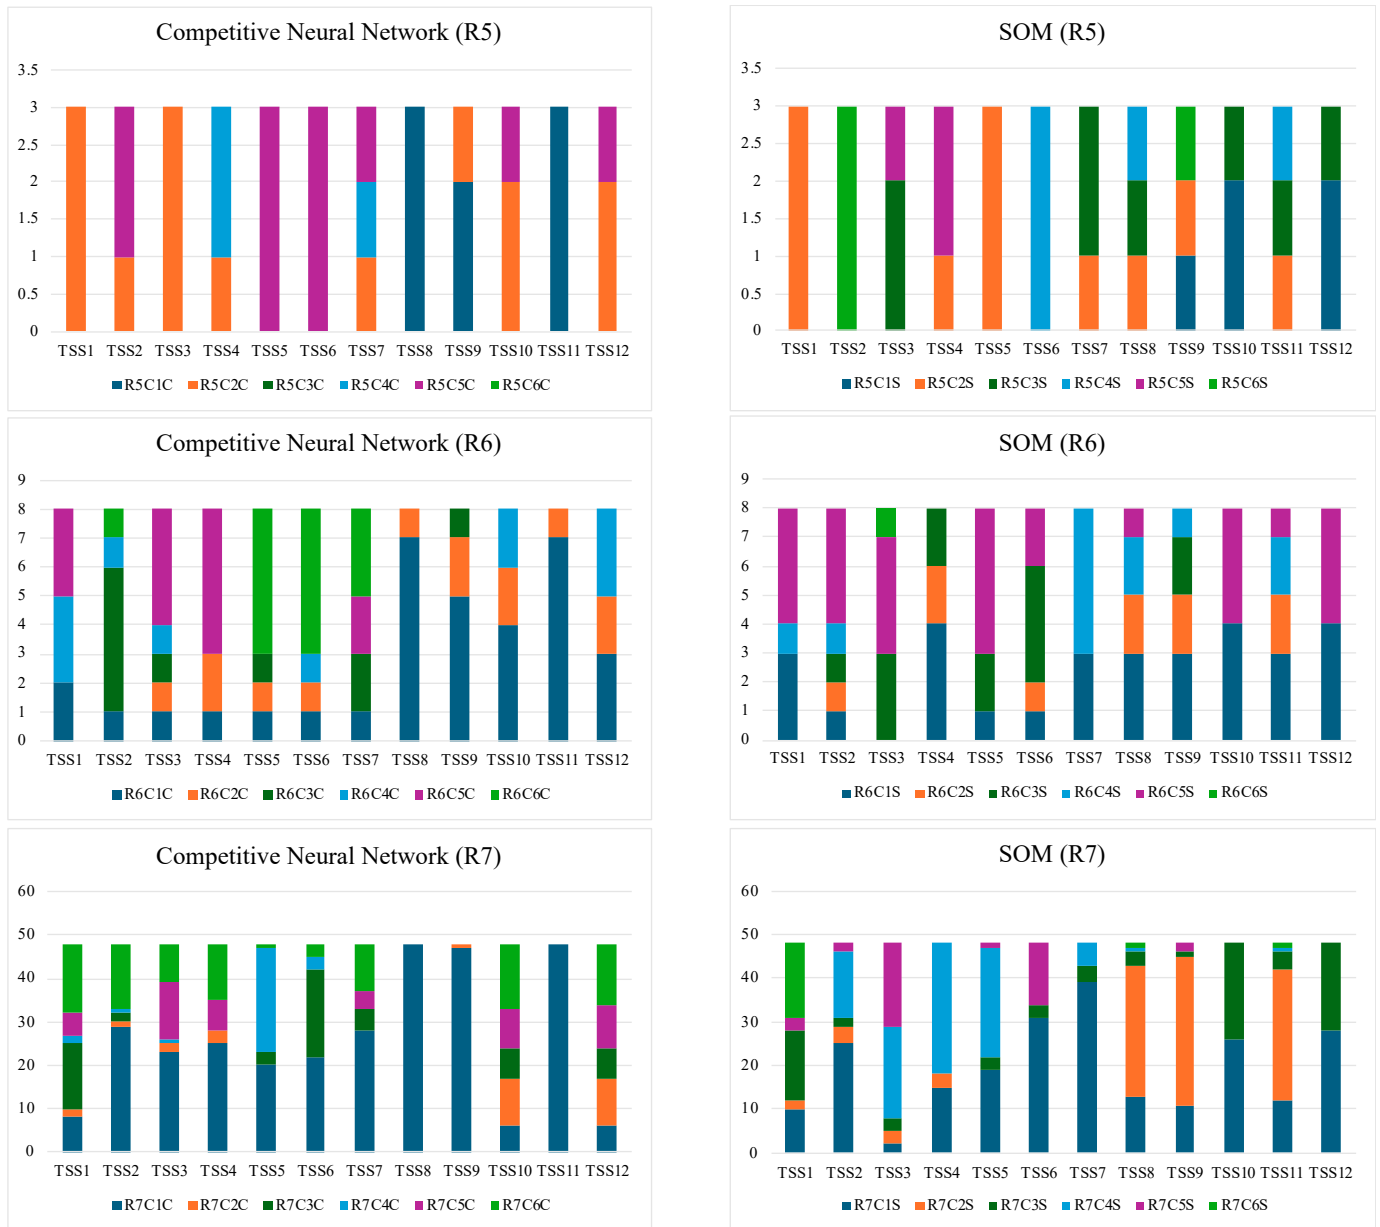 Competitive Neural Network (R5)
3.5
3
2.5
2
1.5
1
0.5
0
TSS1 TSS2 TSS3 TSS4 TSS5 TSS6 TSS7 TSS8 TSS9 TSS10 TSS11 TSS12
R5C1C R5C2C R5C3C R5C4C R5C5C R5C6C
SOM (R5)
3.5
3
2.5
2
1.5
1
0.5
0
TSS1 TSS2 TSS3 TSS4 TSS5 TSS6 TSS7 TSS8 TSS9 TSS10 TSS11 TSS12
R5C1S R5C2S R5C3S R5C4S R5C5S R5C6S
Competitive Neural Network (R6)
9
8
7
6
5
4
3
2
1
0
TSS1 TSS2 TSS3 TSS4 TSS5 TSS6 TSS7 TSS8 TSS9 TSS10 TSS11 TSS12
R6C1C R6C2C R6C3C R6C4C R6C5C R6C6C
SOM (R6)
9
8
7
6
5
4
3
2
1
0
TSS1 TSS2 TSS3 TSS4 TSS5 TSS6 TSS7 TSS8 TSS9 TSS10 TSS11 TSS12
R6C1S R6C2S R6C3S R6C4S R6C5S R6C6S
Competitive Neural Network (R7)
60
50
40
30
20
10
0
TSS1 TSS2 TSS3 TSS4 TSS5 TSS6 TSS7 TSS8 TSS9 TSS10 TSS11 TSS12
R7C1C R7C2C R7C3C R7C4C R7C5C R7C6C
SOM (R7)
60
50
40
30
20
10
0
TSS1 TSS2 TSS3 TSS4 TSS5 TSS6 TSS7 TSS8 TSS9 TSS10 TSS11 TSS12
R7C1S R7C2S R7C3S R7C4S R7C5S R7C6S